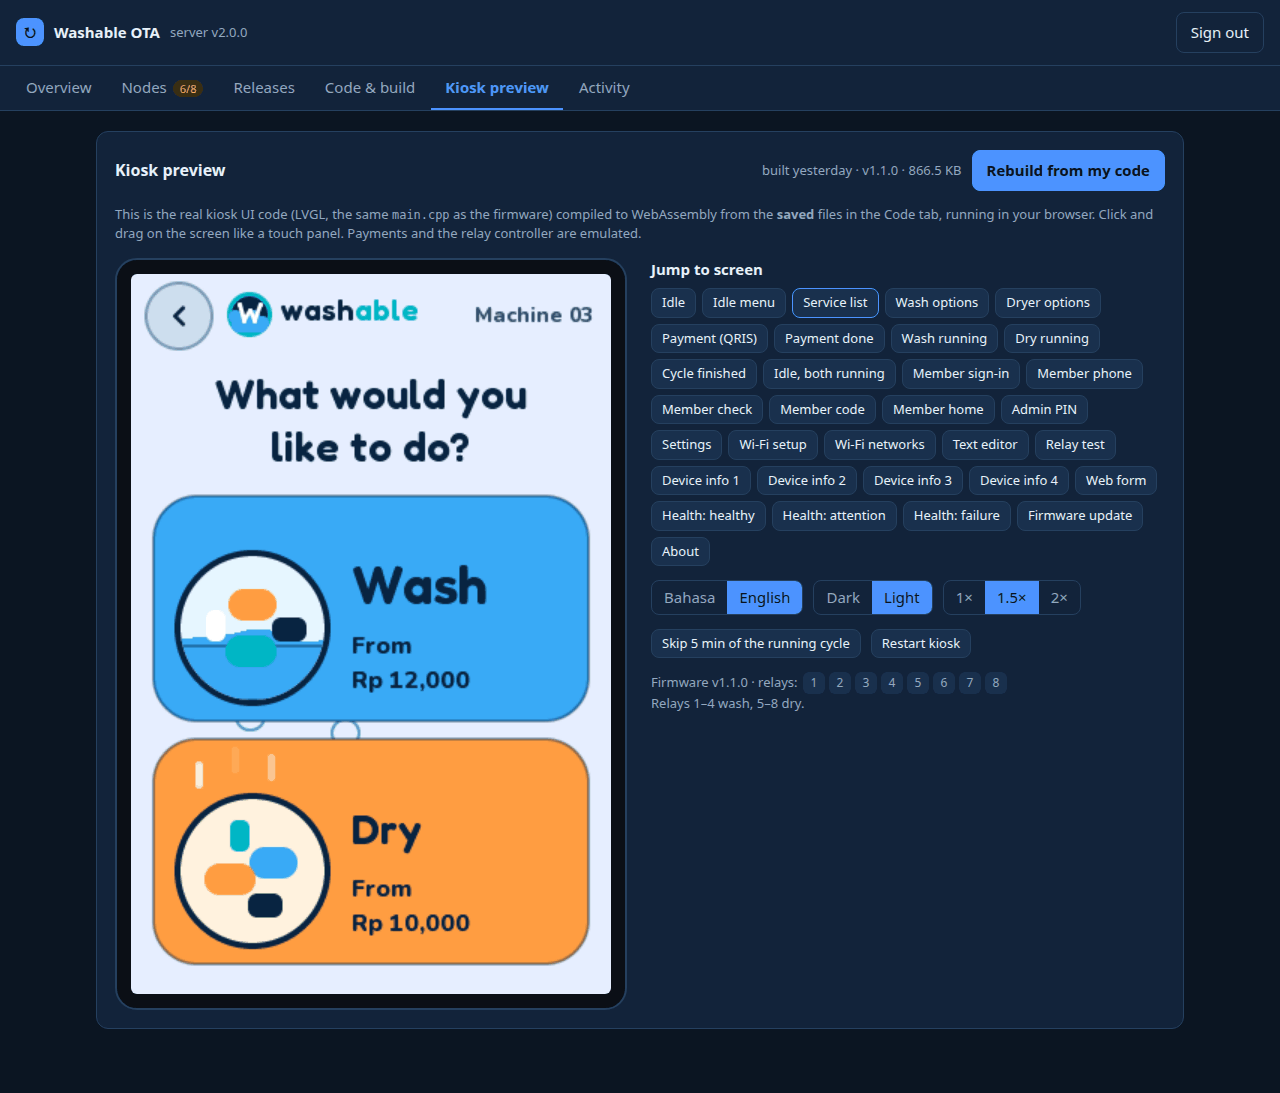 ↻ Washable OTA server v2.0.0 Sign out
Overview Nodes 6/8 Releases Code & build Kiosk preview Activity
Kiosk preview built yesterday · v1.1.0 · 866.5 KB Rebuild from my code
This is the real kiosk UI code (LVGL, the same main.cpp as the firmware) compiled to WebAssembly from the saved files in the Code tab, running in your browser. Click and
drag on the screen like a touch panel. Payments and the relay controller are emulated.
W washable Machine 03
What would you
like to do?
Wash
From
Rp 12,000
Dry
From
Rp 10,000
Jump to screen
Idle Idle menu Service list Wash options Dryer options
Payment (QRIS) Payment done Wash running Dry running
Cycle finished Idle, both running Member sign-in Member phone
Member check Member code Member home Admin PIN
Settings Wi-Fi setup Wi-Fi networks Text editor Relay test
Device info 1 Device info 2 Device info 3 Device info 4 Web form
Health: healthy Health: attention Health: failure Firmware update
About
Bahasa English Dark Light 1× 1.5× 2×
Skip 5 min of the running cycle Restart kiosk
Firmware v1.1.0 · relays: 1 2 3 4 5 6 7 8
Relays 1–4 wash, 5–8 dry.